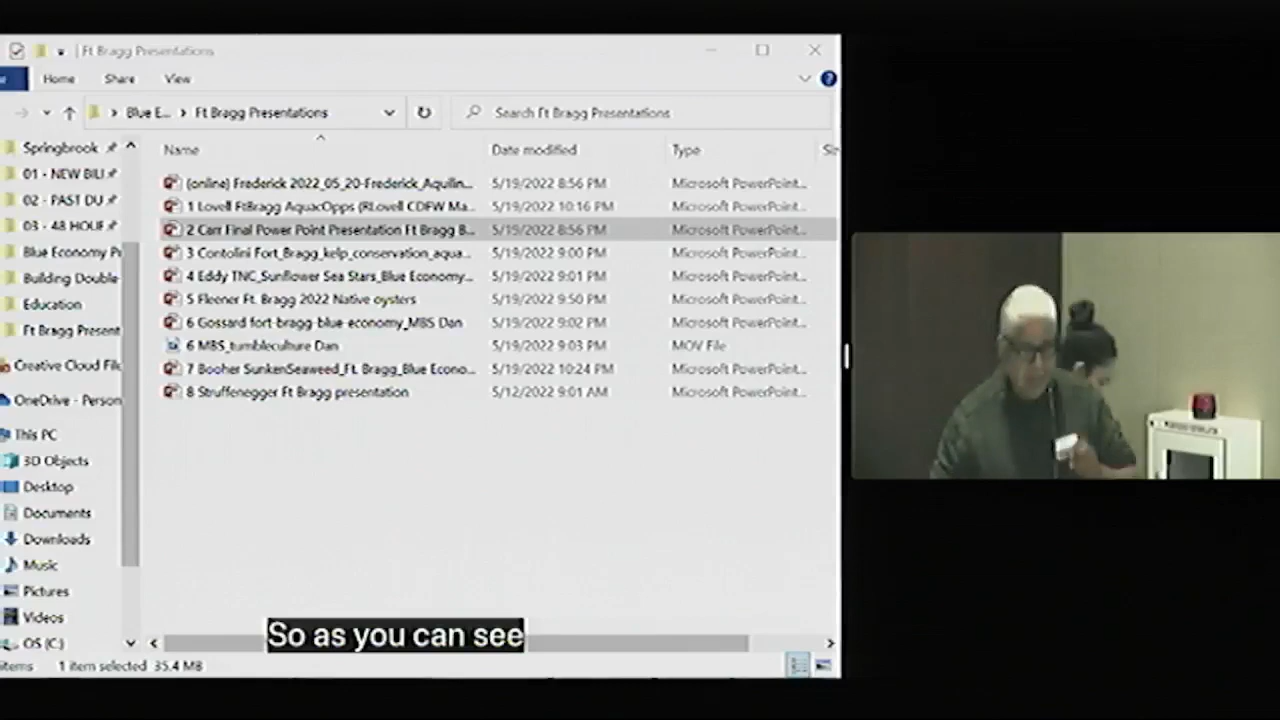 Ft Bragg Presentations
Home Share View
Blue E... Ft Bragg Presentations Search Ft Bragg Presentations
Name Date modified Type
(online) Frederick 2022_05_20-Frederick_Aquilin... 5/19/2022 8:56 PM Microsoft PowerPoint...
1 Lovell FtBragg AquacOpps (RLovell CDFW Ma... 5/19/2022 10:16 PM Microsoft PowerPoint...
2 Carr Final Power Point Presentation Ft Bragg B... 5/19/2022 8:56 PM Microsoft PowerPoint...
3 Contolini Fort_Bragg_kelp_conservation_aqua... 5/19/2022 9:00 PM Microsoft PowerPoint...
4 Eddy TNC_Sunflower Sea Stars_Blue Economy... 5/19/2022 9:01 PM Microsoft PowerPoint...
5 Fleener Ft. Bragg 2022 Native oysters 5/19/2022 9:50 PM Microsoft PowerPoint...
6 Gossard fort-bragg-blue-economy_MBS Dan 5/19/2022 9:02 PM Microsoft PowerPoint...
6 MBS_tumbleculture Dan 5/19/2022 9:03 PM MOV File
7 Booher SunkenSeaweed_Ft. Bragg_Blue Econo... 5/19/2022 10:24 PM Microsoft PowerPoint...
8 Struffenegger Ft Bragg presentation 5/12/2022 9:01 AM Microsoft PowerPoint...
Springbrook
01 - NEW BILI
02 - PAST DU
03 - 48 HOUR
Blue Economy Pr
Building Double
Education
Ft Bragg Present
Creative Cloud File
OneDrive - Person
This PC
3D Objects
Desktop
Documents
Downloads
Music
Pictures
Videos
OS (C:)
So as you can see
items 1 item selected 35.4 MB